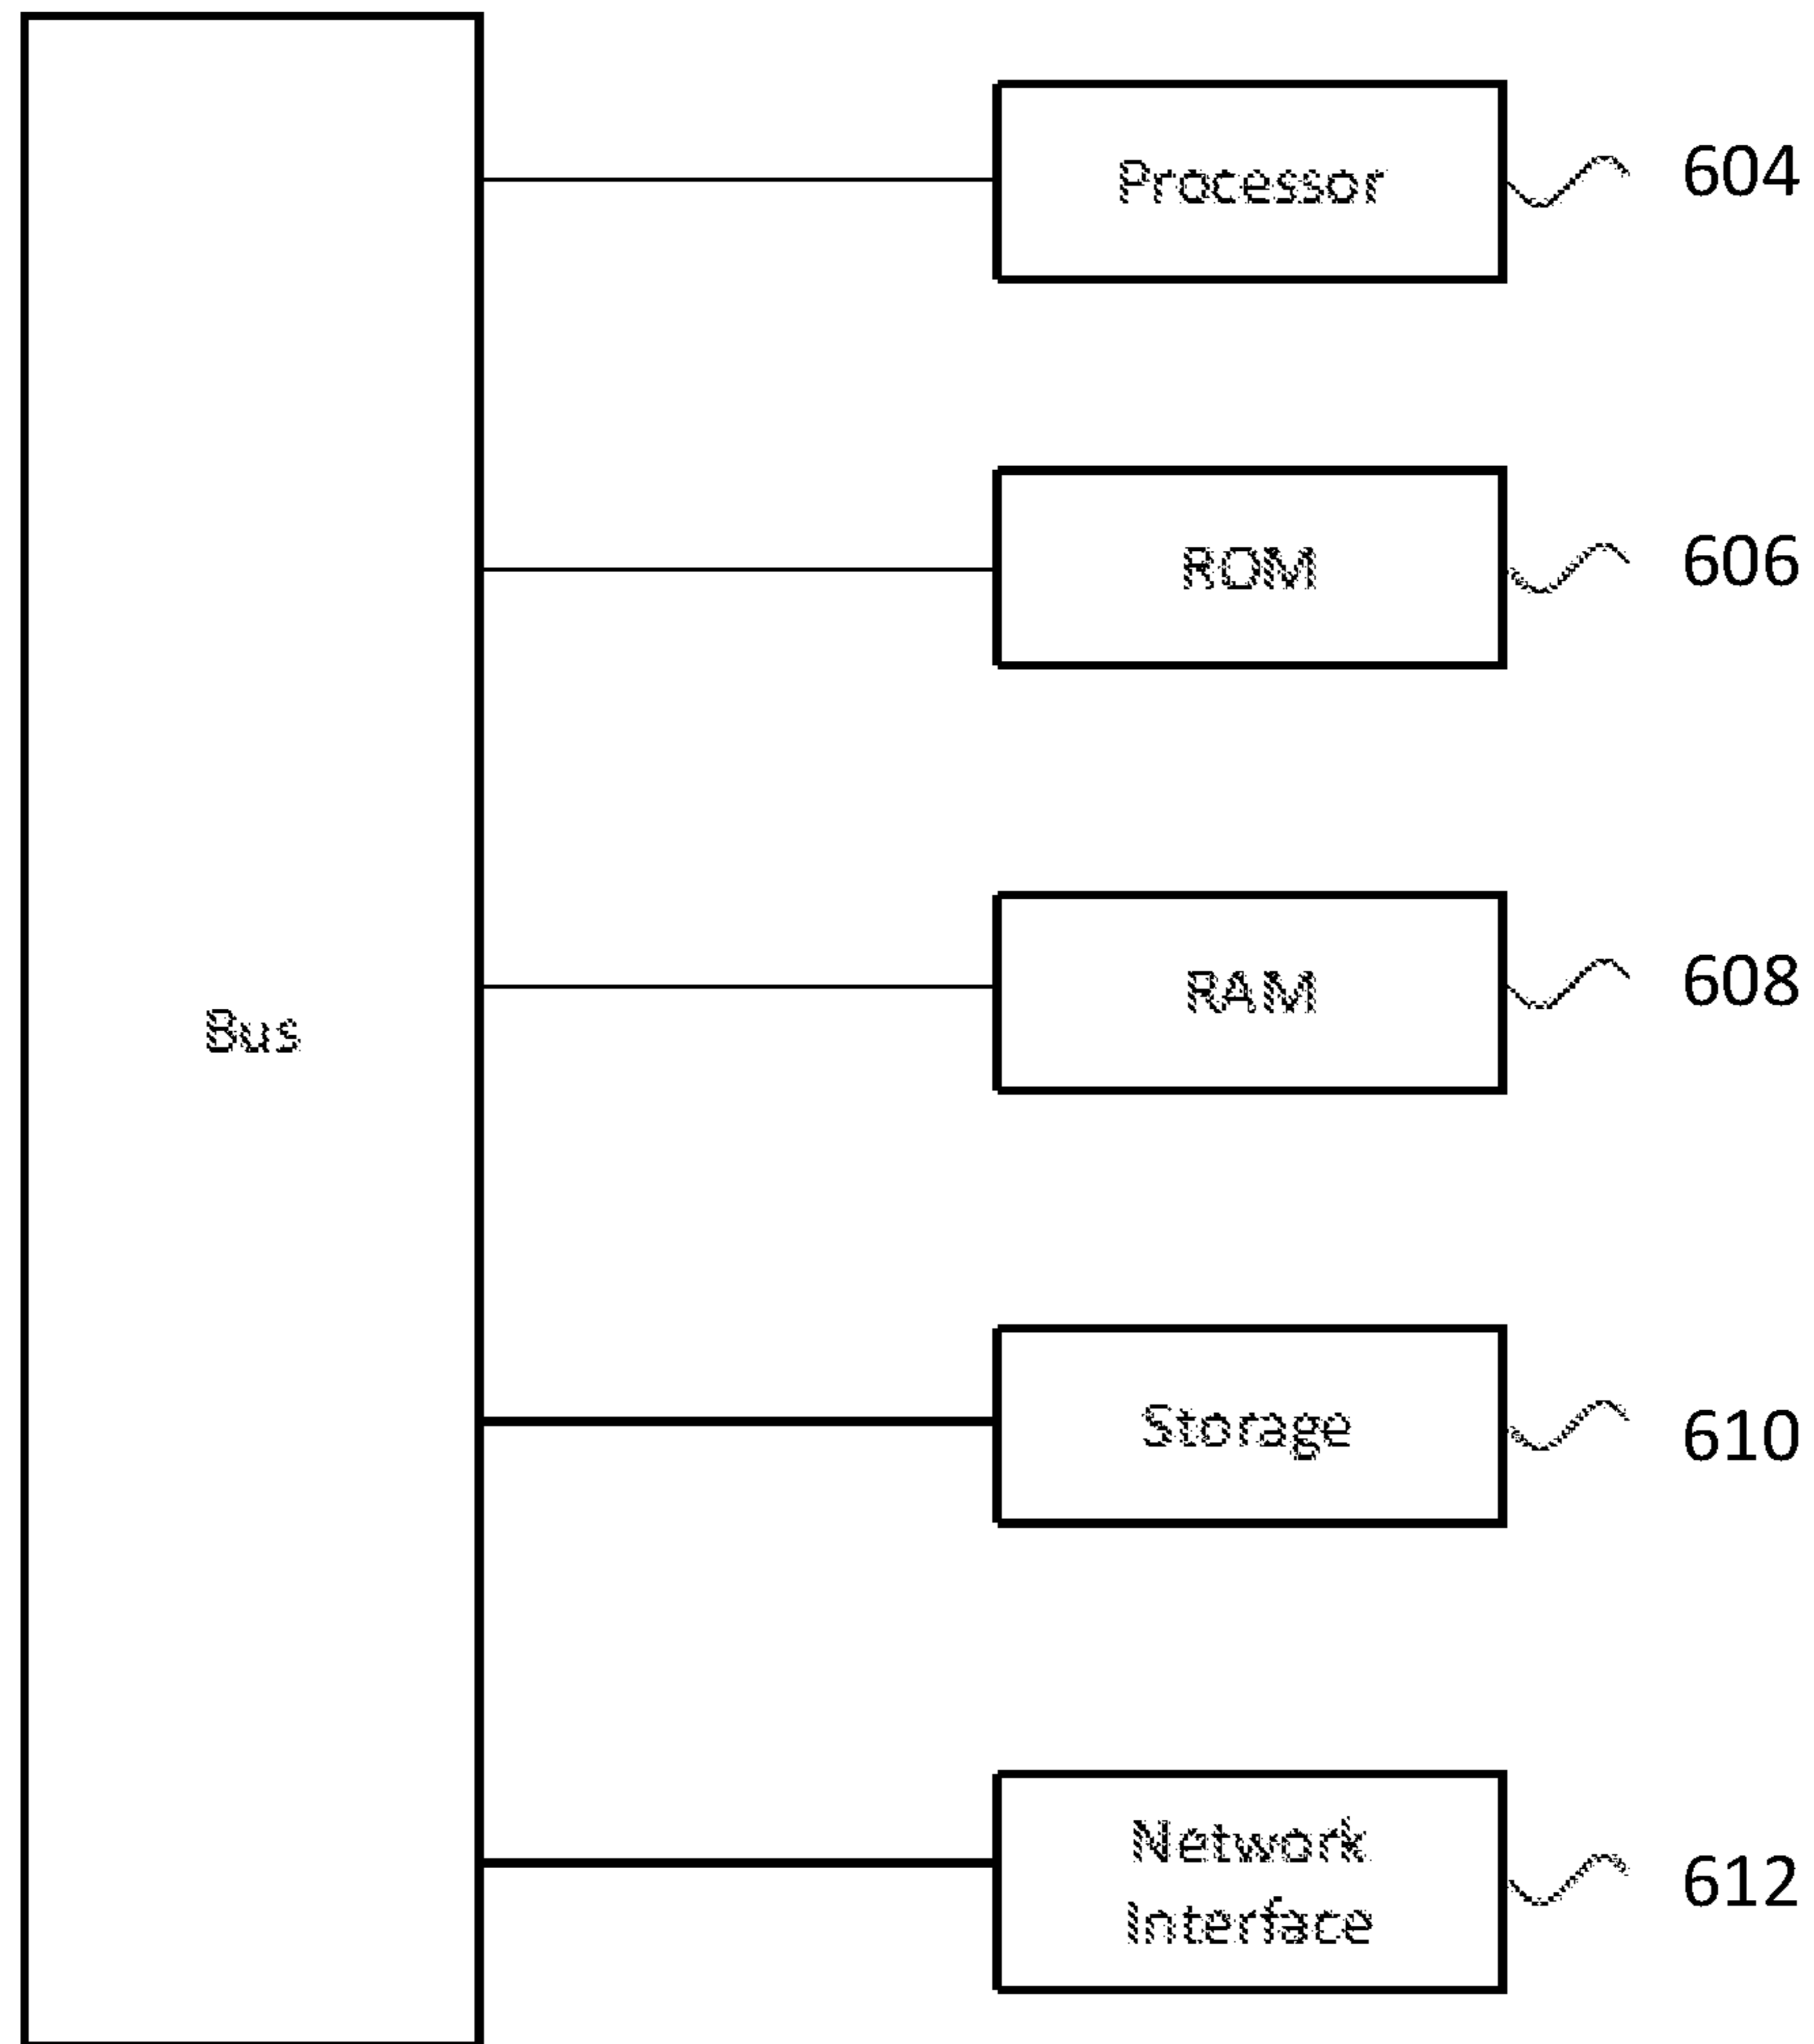 Processor
604
ROM
606
RAM
608
Bus
Storage
610
Network
Interface
612